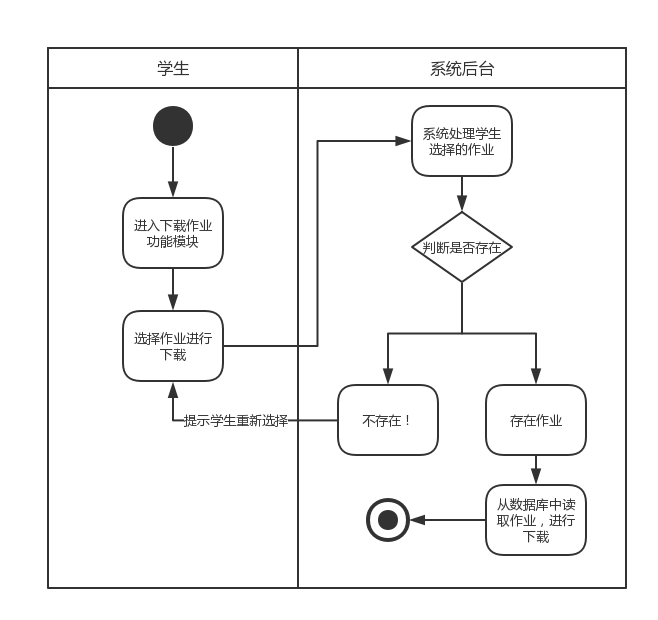 学生
系统后台
进入下载作业
功能模块
选择作业进行
下载
系统处理学生
选择的作业
判断是否存在
提示学生重新选择
不存在！
存在作业
从数据库中读
取作业，进行
下载